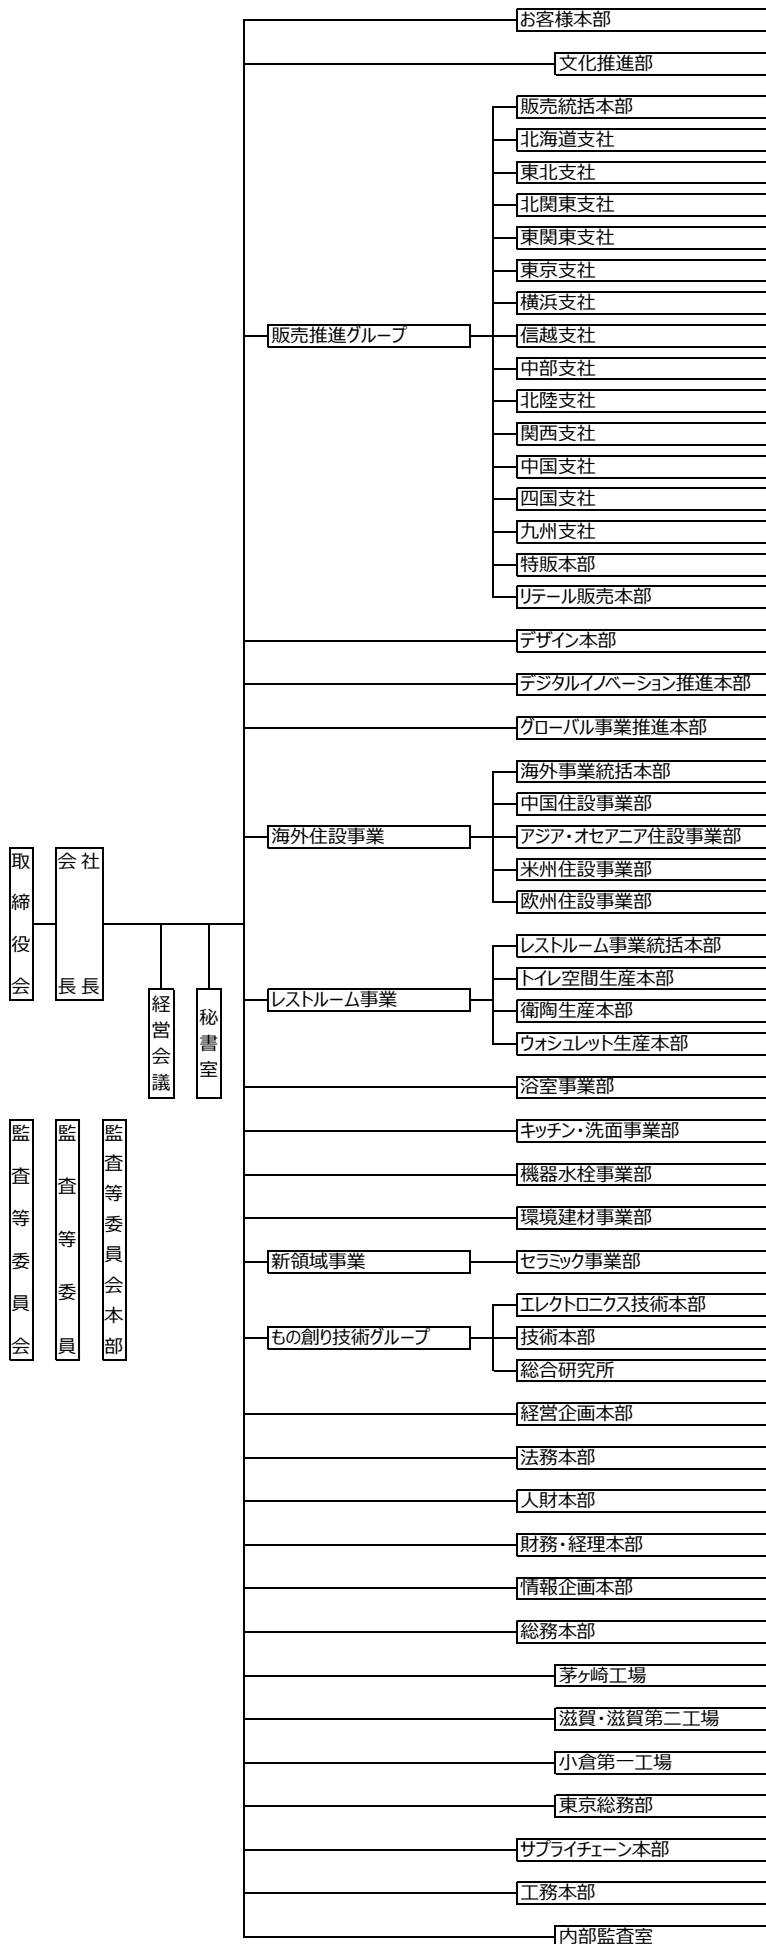 お客様本部
文化推進部
販売統括本部
北海道支社
東北支社
北関東支社
東関東支社
東京支社
横浜支社
販売推進グループ
信越支社
中部支社
北陸支社
関西支社
中国支社
四国支社
九州支社
特販本部
リテール販売本部
デザイン本部
デジタルイノベーション推進本部
グローバル事業推進本部
海外事業統括本部
中国住設事業部
海外住設事業
アジア・オセアニア住設事業部
米州住設事業部
欧州住設事業部
取締役会
会長
社長
経営会議
秘書室
レストルーム事業統括本部
トイレ空間生産本部
レストルーム事業
衛陶生産本部
ウォシュレット生産本部
浴室事業部
監査等委員会
監査等委員
監査等委員会本部
キッチン・洗面事業部
機器水栓事業部
環境建材事業部
新領域事業
セラミック事業部
エレクトロニクス技術本部
もの創り技術グループ
技術本部
総合研究所
経営企画本部
法務本部
人財本部
財務・経理本部
情報企画本部
総務本部
茅ヶ崎工場
滋賀・滋賀第二工場
小倉第一工場
東京総務部
サプライチェーン本部
工務本部
内部監査室